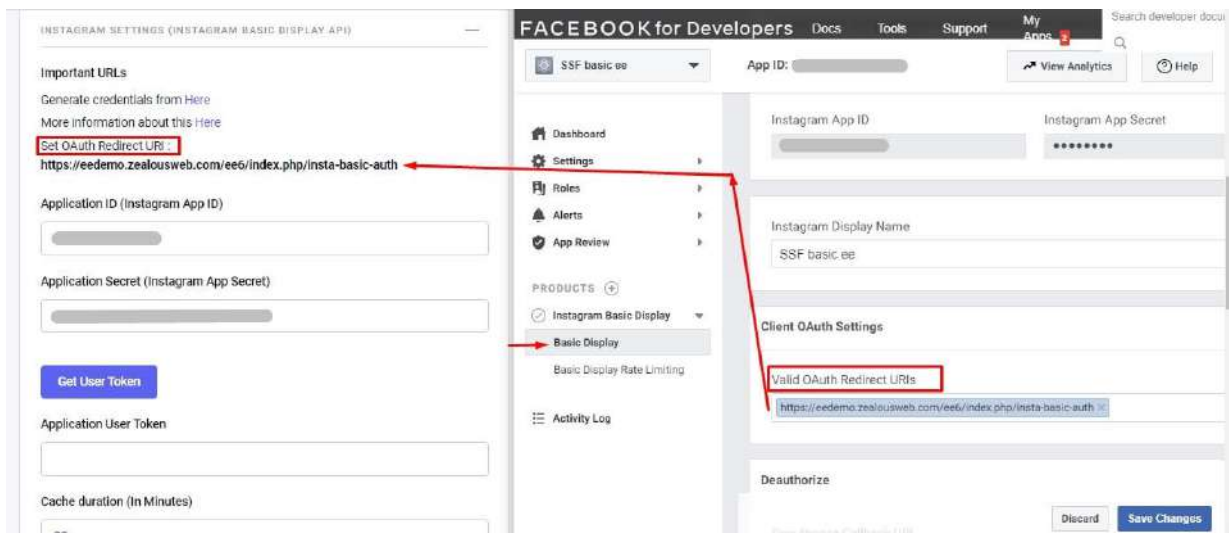 INSTAGRAM SETTINGS (INSTAGRAM BASIC DISPLAY API)
Important URLs
Generate credentials from Here
More information about this Here
Set OAuth Redirect URI :
https://eedemo.zealousweb.com/ee6/index.php/insta-basic-auth
Application ID (Instagram App ID)
Application Secret (Instagram App Secret)
Get User Token
Application User Token
Cache duration (In Minutes)
FACEBOOK for Developers
Docs
Tools
Support
My Apps
2
Search developer docu
SSF basic ee
App ID:
View Analytics
Help
Dashboard
Settings
Roles
Alerts
App Review
PRODUCTS
Instagram Basic Display
Basic Display
Basic Display Rate Limiting
Activity Log
Instagram App ID
Instagram App Secret
Instagram Display Name
SSF basic ee
Client OAuth Settings
Valid OAuth Redirect URIs
https://eedemo.zealousweb.com/ee6/index.php/insta-basic-auth ×
Deauthorize
Discard
Save Changes